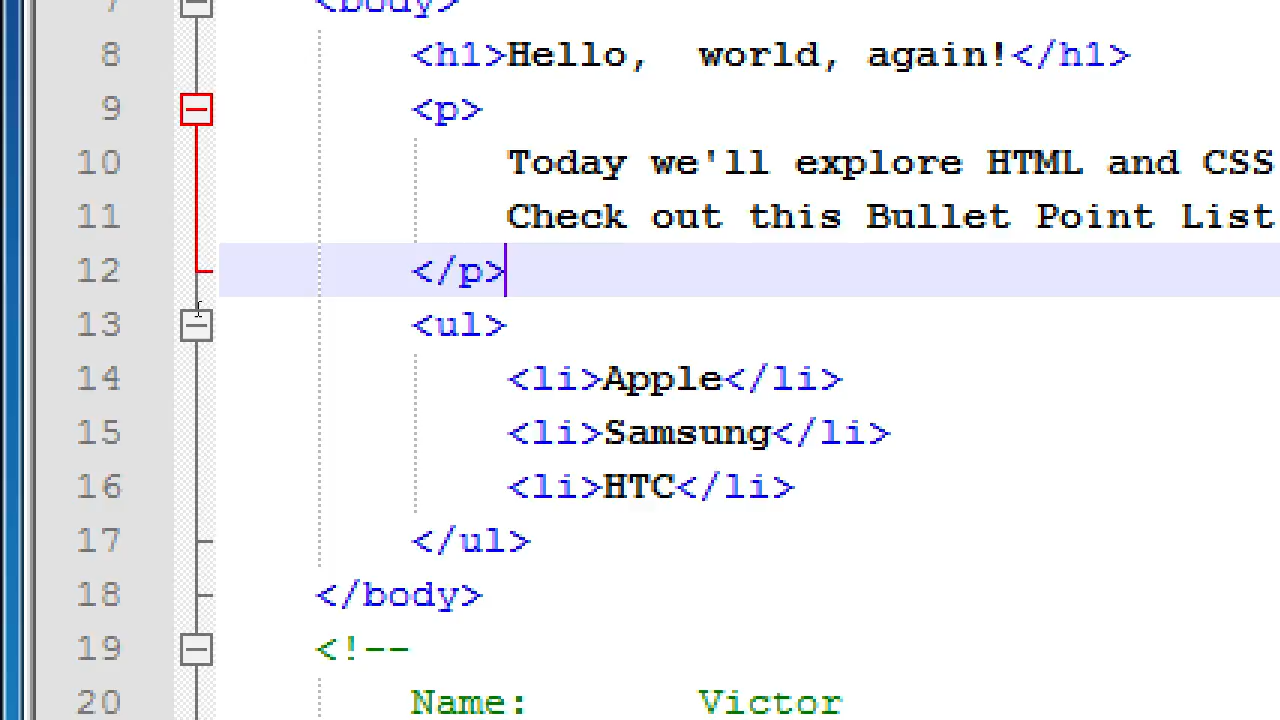 7 <body>
8 <h1>Hello,  world, again!</h1>
9 <p>
10 Today we'll explore HTML and CSS
11 Check out this Bullet Point List
12 </p>
13 <ul>
14 <li>Apple</li>
15 <li>Samsung</li>
16 <li>HTC</li>
17 </ul>
18 </body>
19 <!--
20 Name: Victor